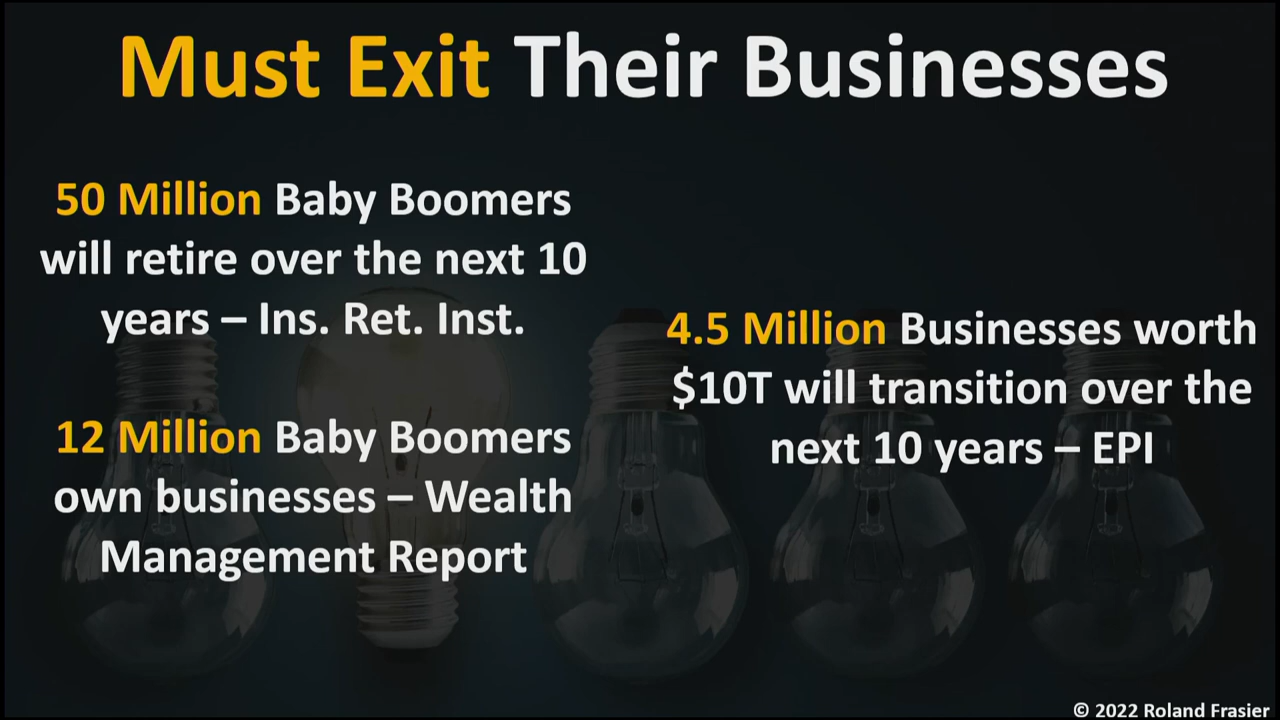 Must Exit Their Businesses
50 Million Baby Boomers
will retire over the next 10
years – Ins. Ret. Inst.
12 Million Baby Boomers
own businesses – Wealth
Management Report
4.5 Million Businesses worth
$10T will transition over the
next 10 years – EPI
© 2022 Roland Frasier